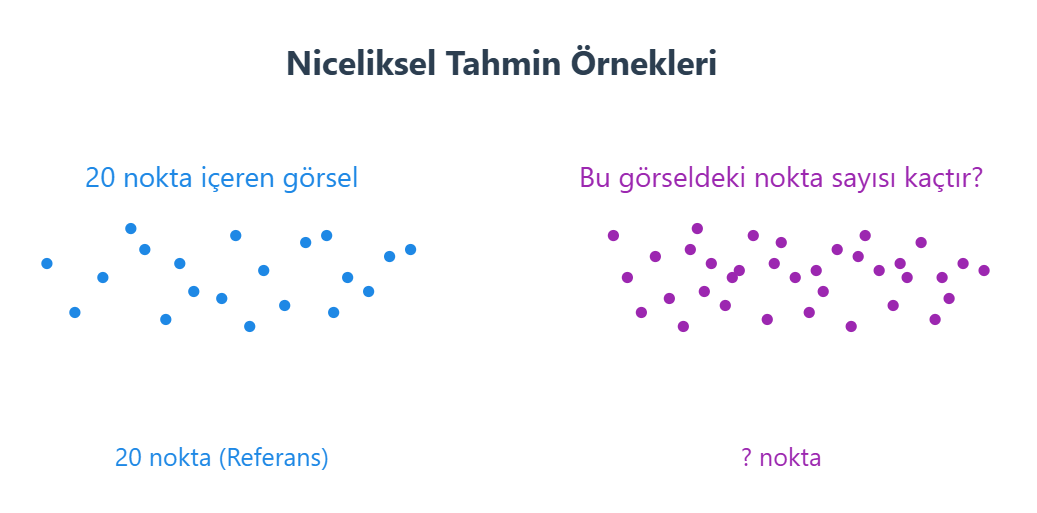 Niceliksel Tahmin Örnekleri
20 nokta içeren görsel
Bu görseldeki nokta sayısı kaçtır?
20 nokta (Referans)
? nokta